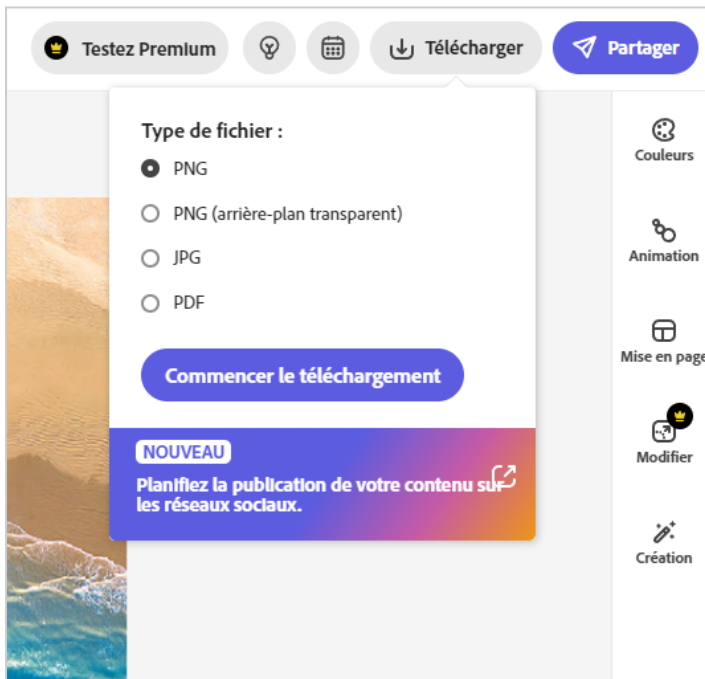 Testez Premium
Télécharger
Partager
Type de fichier :
PNG
PNG (arrière-plan transparent)
JPG
PDF
Commencer le téléchargement
NOUVEAU
Planifiez la publication de votre contenu sur
les réseaux sociaux.
Couleurs
Animation
Mise en page
Modifier
Création